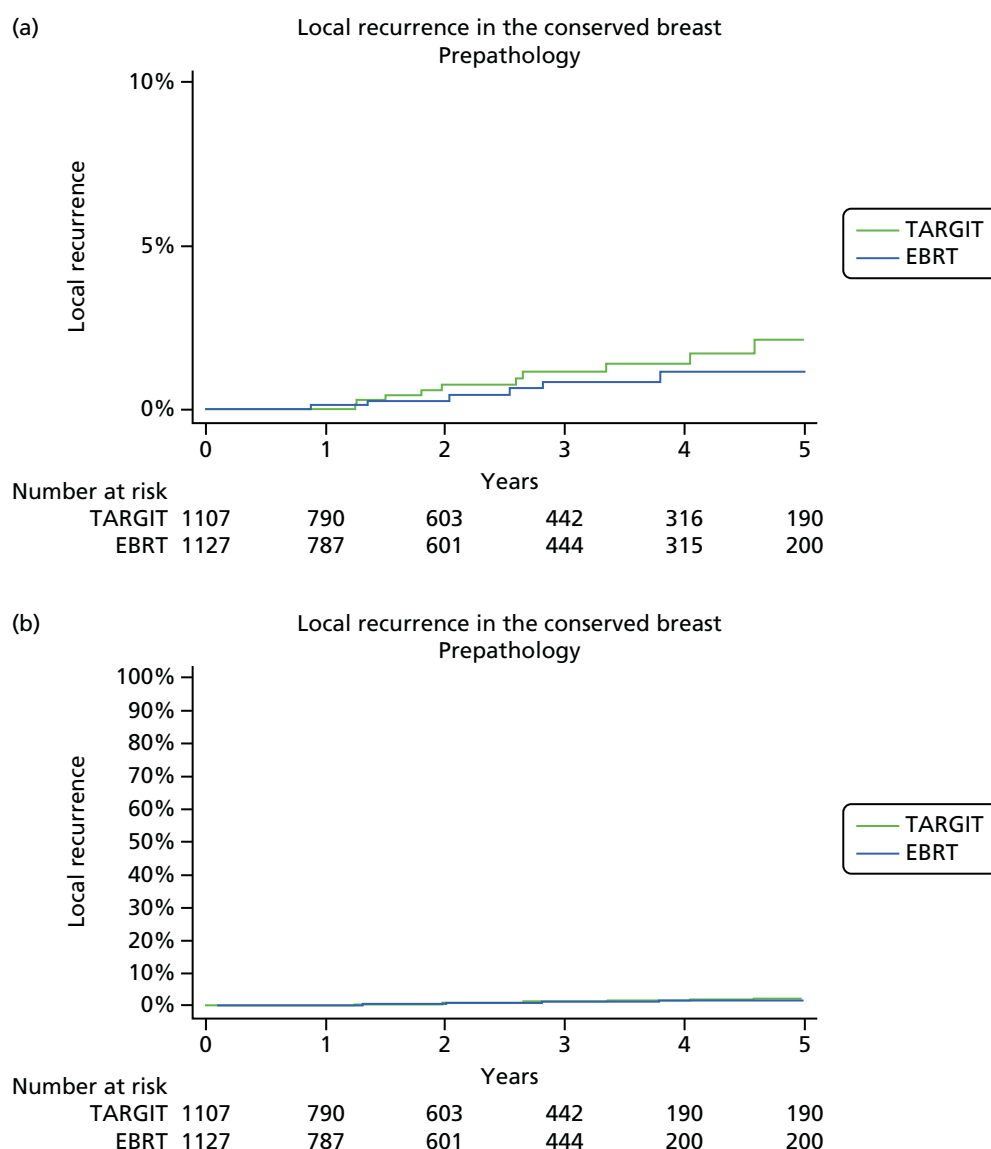 (a)
Local recurrence in the conserved breast
Prepathology
10%
5%
0%
Local recurrence
TARGIT
EBRT
0 1 2 3 4 5
Years
Number at risk
TARGIT 1107 790 603 442 316 190
EBRT 1127 787 601 444 315 200
(b)
Local recurrence in the conserved breast
Prepathology
100%
90%
80%
70%
60%
50%
40%
30%
20%
10%
0%
Local recurrence
TARGIT
EBRT
0 1 2 3 4 5
Years
Number at risk
TARGIT 1107 790 603 442 190 190
EBRT 1127 787 601 444 200 200